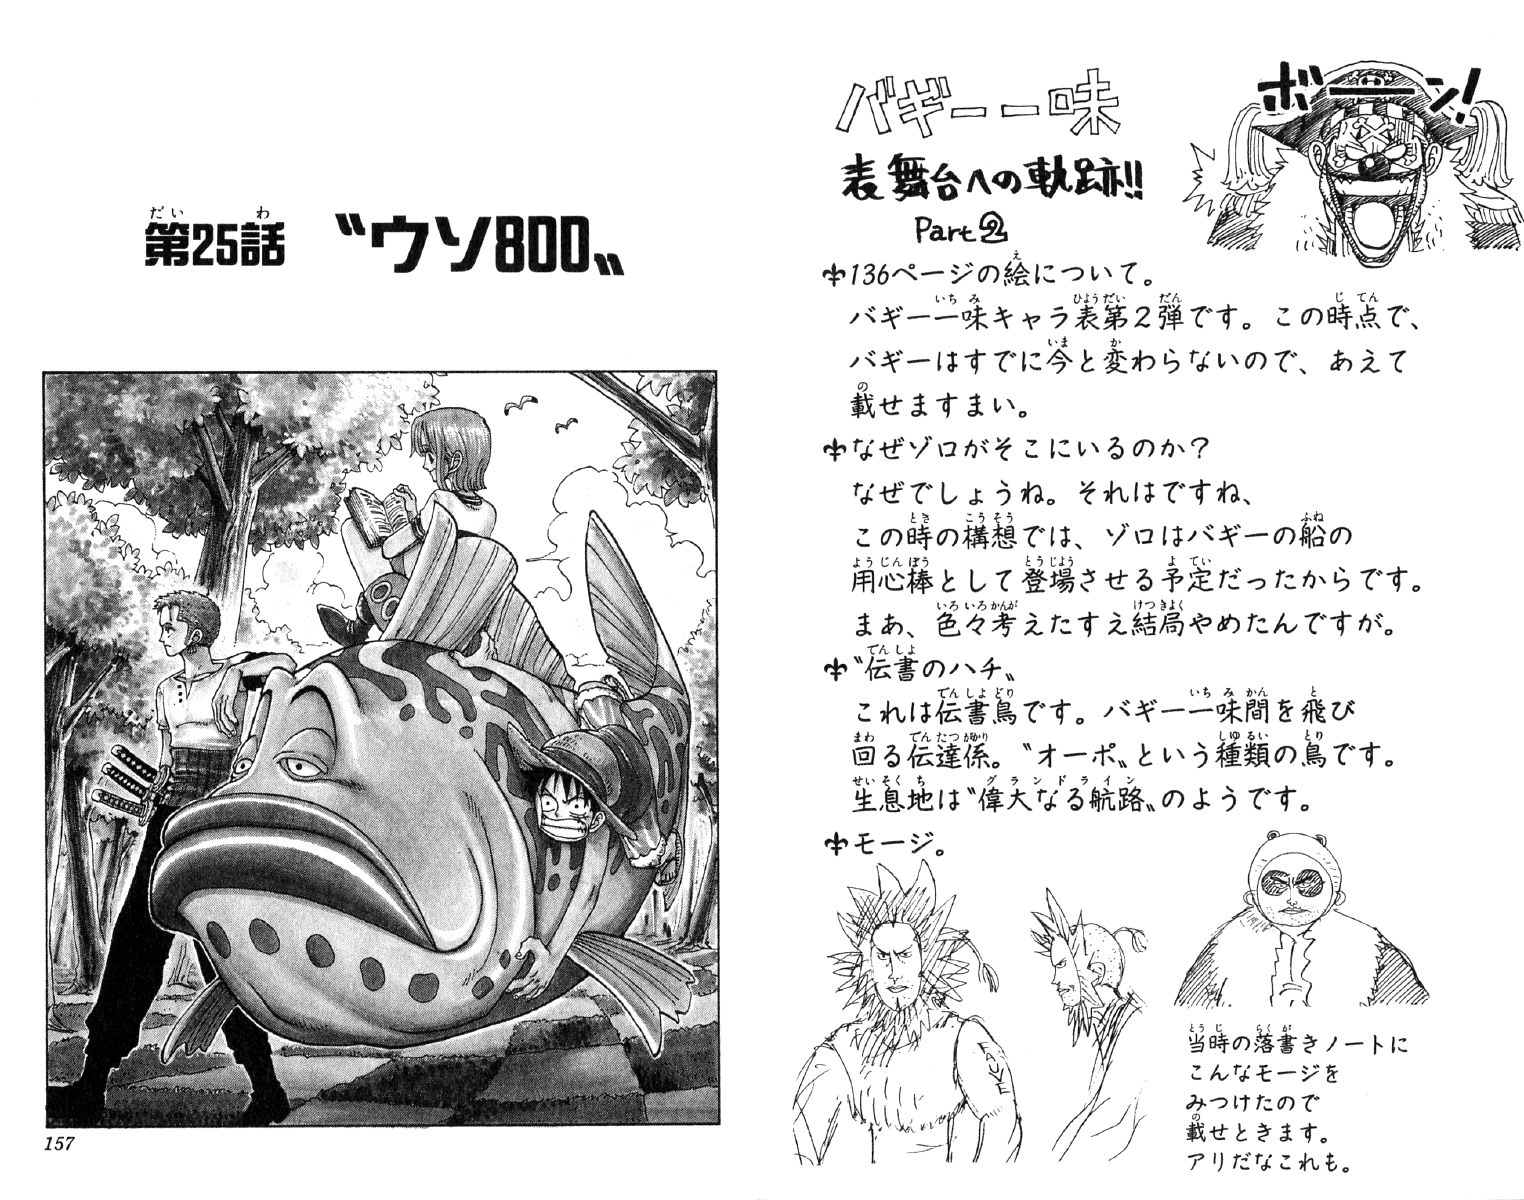 バギー一味
ボーーン!
表舞台への軌跡!!
Part2
136ページの絵について。
バギー一味キャラ表第2弾です。この時点で、
バギーはすでに今と変わらないので、あえて
載せますまい。
なぜゾロがそこにいるのか?
なぜでしょうね。それはですね、
この時の構想では、ゾロはバギーの船の
用心棒として登場させる予定だったからです。
まあ、色々考えたすえ結局やめたんですが。
〝伝書のハチ〟
これは伝書鳥です。バギー一味間を飛び
回る伝達係。〝オーポ〟という種類の鳥です。
生息地は〝偉大なる航路〟のようです。
モージ。
FAUVE
当時の落書きノートに
こんなモージを
みつけたので
載せときます。
アリだなこれも。
第25話 〝ウソ800〟
157